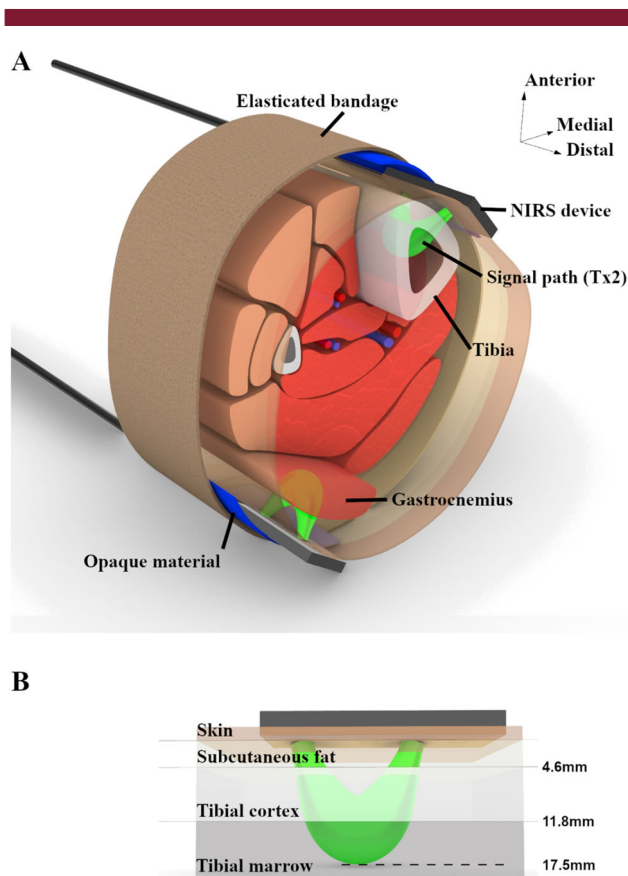 A
Elasticated bandage
Anterior
Medial
Distal
NIRS device
Signal path (Tx2)
Tibia
Gastrocnemius
Opaque material
B
Skin
Subcutaneous fat
4.6mm
Tibial cortex
11.8mm
Tibial marrow
17.5mm